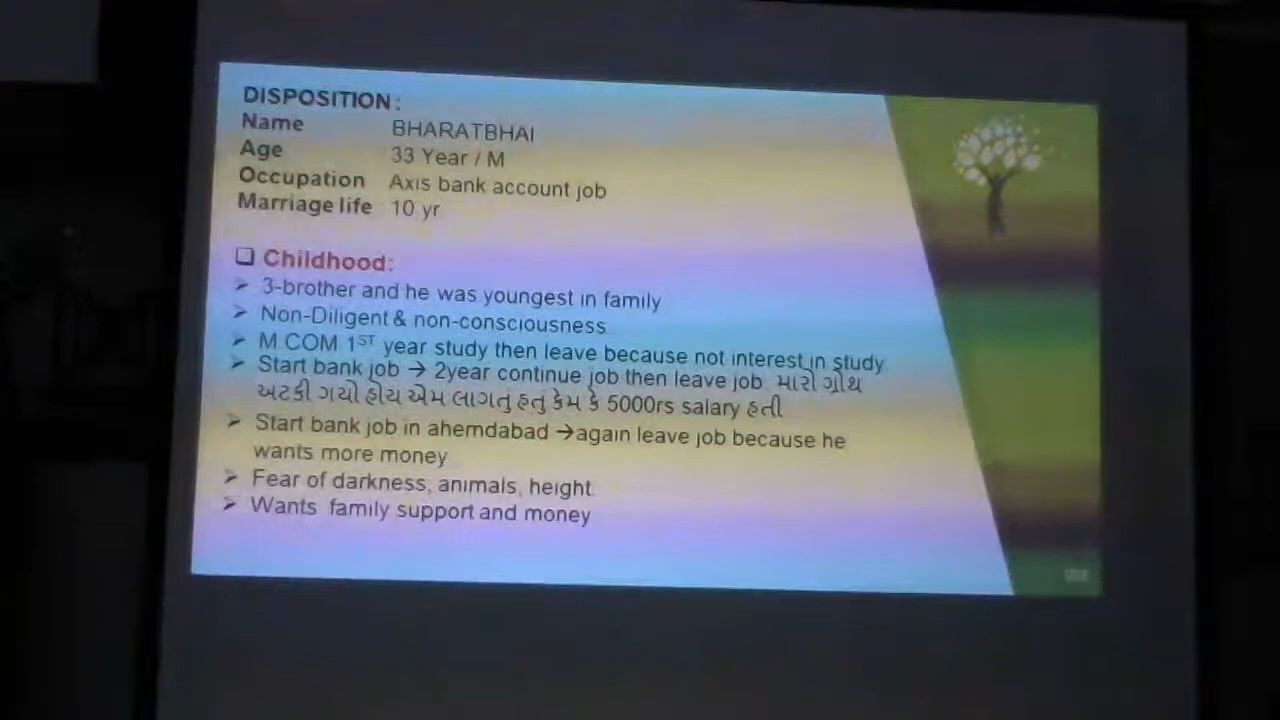 DISPOSITION:
Name BHARATBHAI
Age 33 Year / M
Occupation Axis bank account job
Marriage life 10 yr
❑ Childhood:
➢ 3-brother and he was youngest in family
➢ Non-Diligent & non-consciousness
➢ M COM 1ST year study then leave because not interest in study
➢ Start bank job → 2year continue job then leave job મારો ગ્રોથ
અટકી ગયો હોય એમ લાગતુ હતુ કેમ કે 5000rs salary હતી
➢ Start bank job in ahemdabad →again leave job because he
wants more money
➢ Fear of darkness, animals, height
➢ Wants family support and money